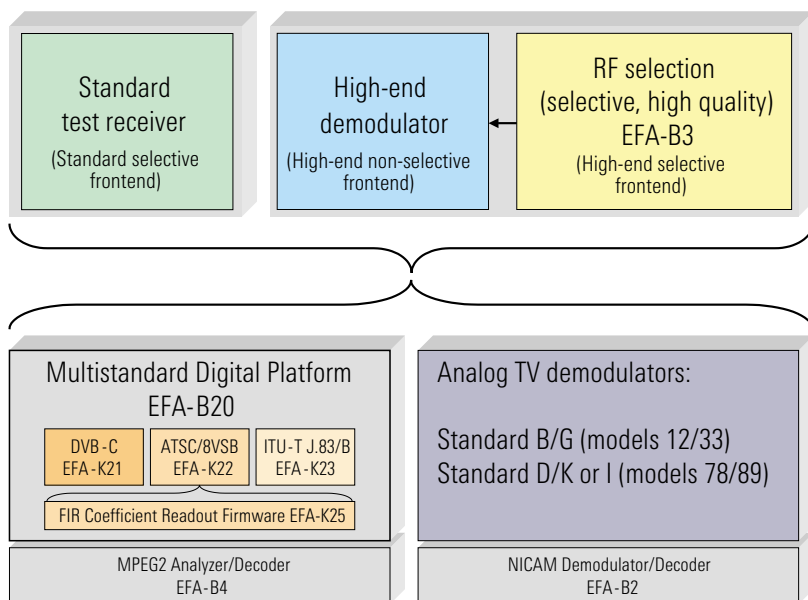 Standard
test receiver
(Standard selective
frontend)
High-end
demodulator
(High-end non-selective
frontend)
RF selection
(selective, high quality)
EFA-B3
(High-end selective
frontend)
Multistandard Digital Platform
EFA-B20
DVB-C
EFA-K21
ATSC/8VSB
EFA-K22
ITU-T J.83/B
EFA-K23
FIR Coefficient Readout Firmware EFA-K25
MPEG2 Analyzer/Decoder
EFA-B4
Analog TV demodulators:
Standard B/G (models 12/33)
Standard D/K or I (models 78/89)
NICAM Demodulator/Decoder
EFA-B2